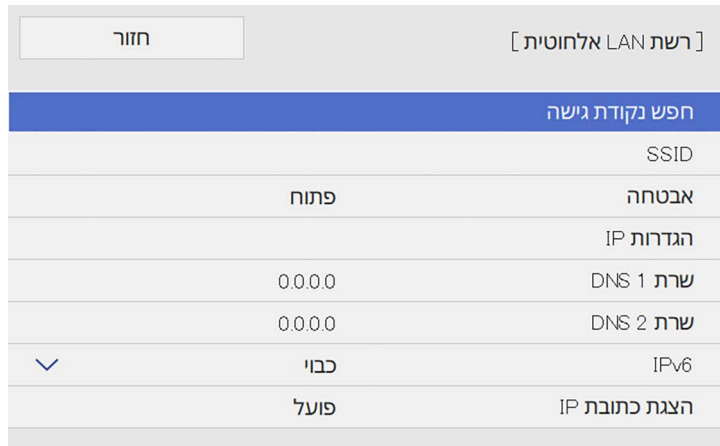 [ רשת LAN אלחוטית ] חזור
חפש נקודת גישה
SSID
אבטחה פתוח
הגדרות IP
שרת DNS 1 0.0.0.0
שרת DNS 2 0.0.0.0
IPv6 כבוי
הצגת כתובת IP פועל